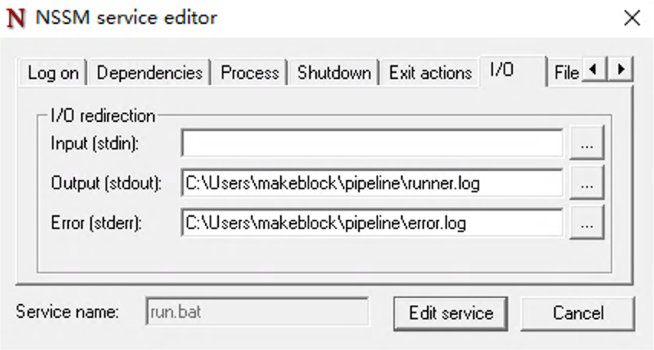 NSSM service editor
Log on Dependencies Process Shutdown Exit actions I/O File
I/O redirection
Input (stdin): ...
Output (stdout): C:\Users\makeblock\pipeline\runner.log ...
Error (stderr): C:\Users\makeblock\pipeline\error.log ...
Service name: run.bat Edit service Cancel